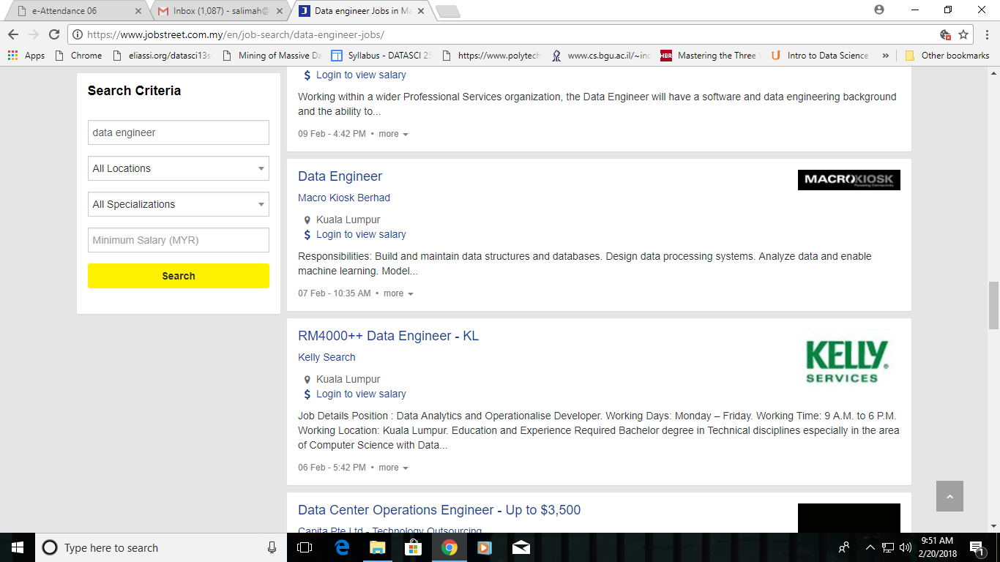 e-Attendance 06
Inbox (1,087) - salimah@
Data engineer Jobs in Ma
https://www.jobstreet.com.my/en/job-search/data-engineer-jobs/
Apps
Chrome
eliassi.org/datasci13s
Mining of Massive Da
Syllabus - DATASCI 25
https://www.polytech
www.cs.bgu.ac.il/~inc
HBR Mastering the Three
Intro to Data Science
»
Other bookmarks
Search Criteria
data engineer
All Locations
All Specializations
Minimum Salary (MYR)
Search
$ Login to view salary
Working within a wider Professional Services organization, the Data Engineer will have a software and data engineering background
and the ability to...
09 Feb - 4:42 PM • more
Data Engineer
MACROKIOSK
Pioneering Connectivity
Macro Kiosk Berhad
Kuala Lumpur
$ Login to view salary
Responsibilities: Build and maintain data structures and databases. Design data processing systems. Analyze data and enable
machine learning. Model...
07 Feb - 10:35 AM • more
RM4000++ Data Engineer - KL
KELLY
SERVICES
Kelly Search
Kuala Lumpur
$ Login to view salary
Job Details Position : Data Analytics and Operationalise Developer. Working Days: Monday – Friday. Working Time: 9 A.M. to 6 P.M.
Working Location: Kuala Lumpur. Education and Experience Required Bachelor degree in Technical disciplines especially in the area
of Computer Science with Data...
06 Feb - 5:42 PM • more
Data Center Operations Engineer - Up to $3,500
Capita Pte Ltd - Technology Outsourcing
Type here to search
9:51 AM
2/20/2018
1